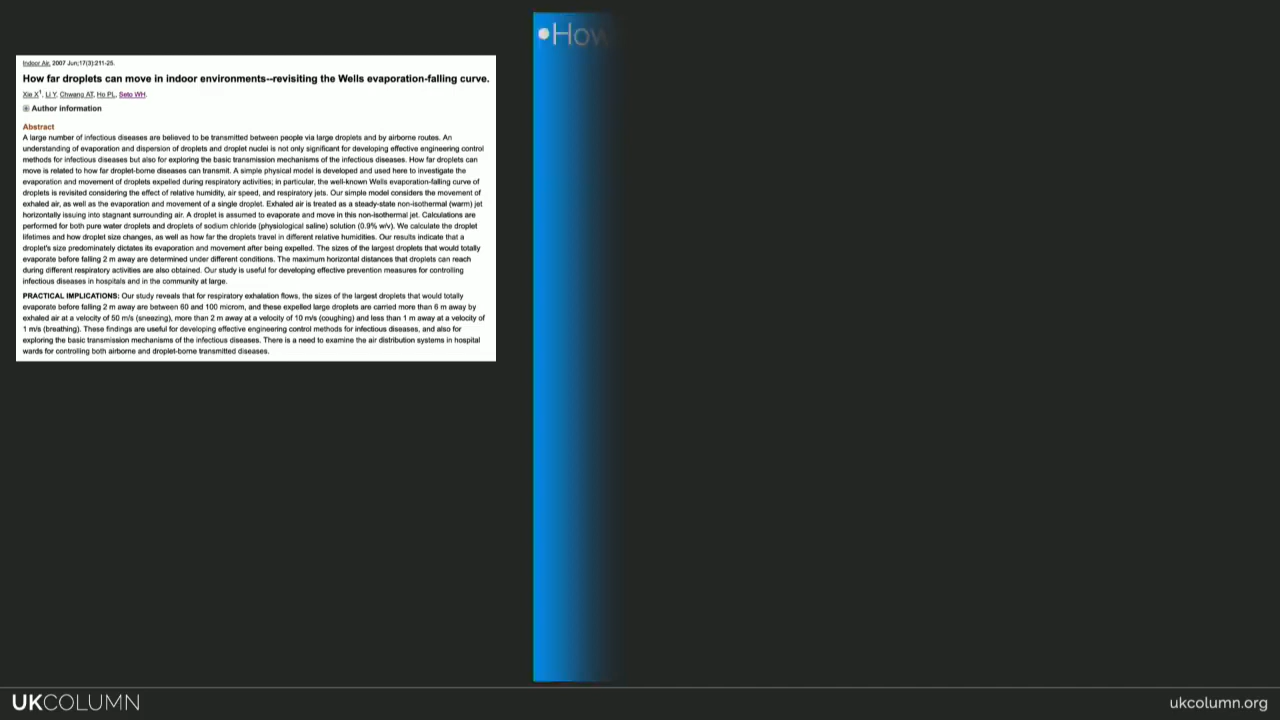 Indoor Air. 2007 Jun;17(3):211-25.
How far droplets can move in indoor environments--revisiting the Wells evaporation-falling curve.
Xie X1, Li Y, Chwang AT, Ho PL, Seto WH.
Author information
Abstract
A large number of infectious diseases are believed to be transmitted between people via large droplets and by airborne routes. An
understanding of evaporation and dispersion of droplets and droplet nuclei is not only significant for developing effective engineering control
methods for infectious diseases but also for exploring the basic transmission mechanisms of the infectious diseases. How far droplets can
move is related to how far droplet-borne diseases can transmit. A simple physical model is developed and used here to investigate the
evaporation and movement of droplets expelled during respiratory activities; in particular, the well-known Wells evaporation-falling curve of
droplets is revisited considering the effect of relative humidity, air speed, and respiratory jets. Our simple model considers the movement of
exhaled air, as well as the evaporation and movement of a single droplet. Exhaled air is treated as a steady-state non-isothermal (warm) jet
horizontally issuing into stagnant surrounding air. A droplet is assumed to evaporate and move in this non-isothermal jet. Calculations are
performed for both pure water droplets and droplets of sodium chloride (physiological saline) solution (0.9% w/v). We calculate the droplet
lifetimes and how droplet size changes, as well as how far the droplets travel in different relative humidities. Our results indicate that a
droplet's size predominately dictates its evaporation and movement after being expelled. The sizes of the largest droplets that would totally
evaporate before falling 2 m away are determined under different conditions. The maximum horizontal distances that droplets can reach
during different respiratory activities are also obtained. Our study is useful for developing effective prevention measures for controlling
infectious diseases in hospitals and in the community at large.
PRACTICAL IMPLICATIONS: Our study reveals that for respiratory exhalation flows, the sizes of the largest droplets that would totally
evaporate before falling 2 m away are between 60 and 100 microm, and these expelled large droplets are carried more than 6 m away by
exhaled air at a velocity of 50 m/s (sneezing), more than 2 m away at a velocity of 10 m/s (coughing) and less than 1 m away at a velocity of
1 m/s (breathing). These findings are useful for developing effective engineering control methods for infectious diseases, and also for
exploring the basic transmission mechanisms of the infectious diseases. There is a need to examine the air distribution systems in hospital
wards for controlling both airborne and droplet-borne transmitted diseases.
•How
UKCOLUMN
ukcolumn.org